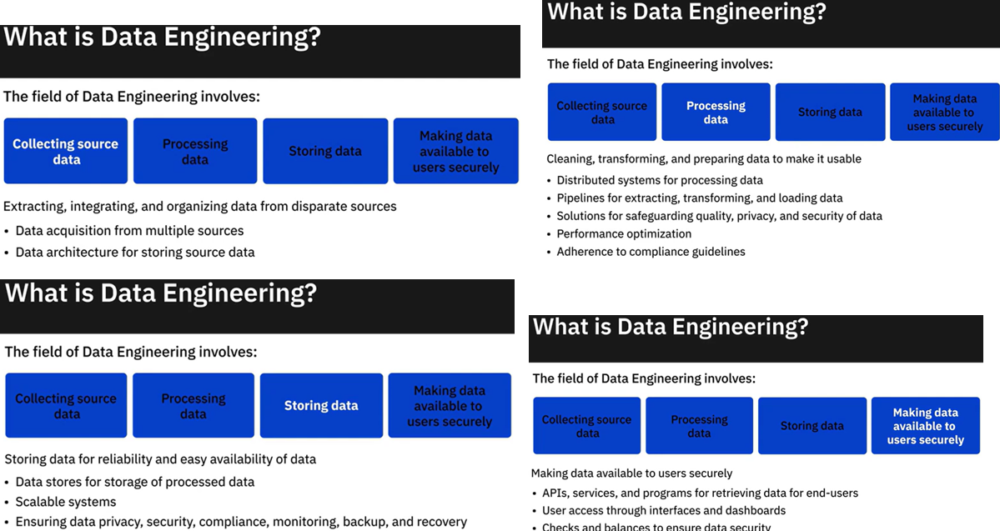 What is Data Engineering?
The field of Data Engineering involves:
Collecting source
data
Processing
data
Storing data
Making data
available to
users securely
Extracting, integrating, and organizing data from disparate sources
• Data acquisition from multiple sources
• Data architecture for storing source data
What is Data Engineering?
The field of Data Engineering involves:
Collecting source
data
Processing
data
Storing data
Making data
available to
users securely
Cleaning, transforming, and preparing data to make it usable
• Distributed systems for processing data
• Pipelines for extracting, transforming, and loading data
• Solutions for safeguarding quality, privacy, and security of data
• Performance optimization
• Adherence to compliance guidelines
What is Data Engineering?
The field of Data Engineering involves:
Collecting source
data
Processing
data
Storing data
Making data
available to
users securely
Storing data for reliability and easy availability of data
• Data stores for storage of processed data
• Scalable systems
• Ensuring data privacy, security, compliance, monitoring, backup, and recovery
What is Data Engineering?
The field of Data Engineering involves:
Collecting source
data
Processing
data
Storing data
Making data
available to
users securely
Making data available to users securely
• APIs, services, and programs for retrieving data for end-users
• User access through interfaces and dashboards
• Checks and balances to ensure data security